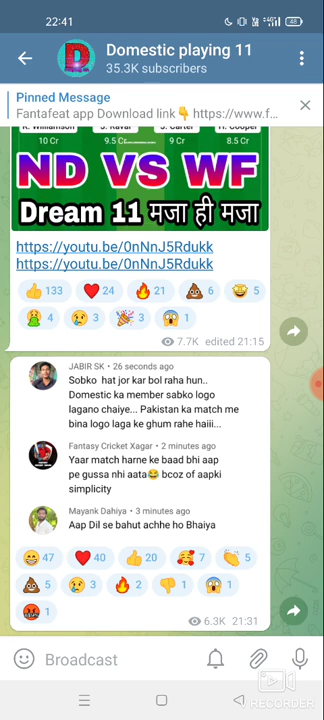 22:41
48
Domestic playing 11
35.3K subscribers
Pinned Message
Fantafeat app Download link👇 https://www.f...
K. Williamson S. Ravar S. Carter H. Cooper
10 Cr 9.5 Cr 9 Cr 8.5 Cr
ND VS WF
Dream 11 मजा ही मजा
https://youtu.be/0nNnJ5Rdukk
https://youtu.be/0nNnJ5Rdukk
👍 133 ❤️ 24 🔥 21 💩 6 🤩 5
🤮 4 😢 3 🎉 3 😱 1
7.7K edited 21:15
JABIR SK • 26 seconds ago
Sobko hat jor kar bol raha hun..
Domestic ka member sabko logo
lagano chaiye... Pakistan ka match me
bina logo laga ke ghum rahe haiii...
Fantasy Cricket Xagar • 2 minutes ago
Yaar match harne ke baad bhi aap
pe gussa nhi aata😂 bcoz of aapki
simplicity
Mayank Dahiya • 3 minutes ago
Aap Dil se bahut achhe ho Bhaiya
😁 47 ❤️ 40 👍 20 🥰 7 👏 5
💩 5 😢 3 🔥 2 👎 1 😱 1
🤬 1
6.3K 21:31
Broadcast
RECORDER